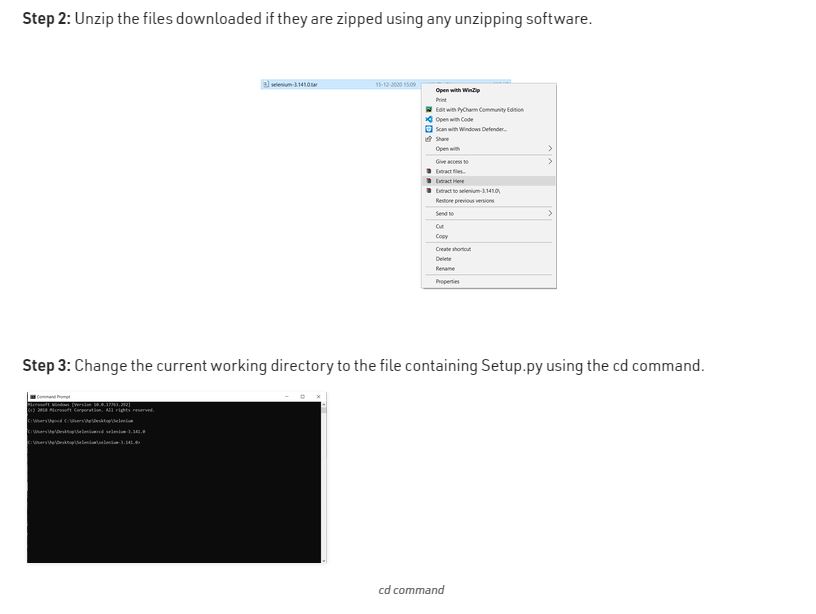 Step 2: Unzip the files downloaded if they are zipped using any unzipping software.
selenium-3.141.0.tar 15-12-2020 15:09
Open with WinZip
Print
Edit with PyCharm Community Edition
Open with Code
Scan with Windows Defender...
Share
Open with
Give access to
Extract files...
Extract Here
Extract to selenium-3.141.0\
Restore previous versions
Send to
Cut
Copy
Create shortcut
Delete
Rename
Properties
Step 3: Change the current working directory to the file containing Setup.py using the cd command.
Command Prompt
Microsoft Windows [Version 10.0.17763.292]
(c) 2018 Microsoft Corporation. All rights reserved.
C:\Users\hp>cd C:\Users\hp\Desktop\Selenium
C:\Users\hp\Desktop\Selenium>cd selenium-3.141.0
C:\Users\hp\Desktop\Selenium\selenium-3.141.0>
cd command